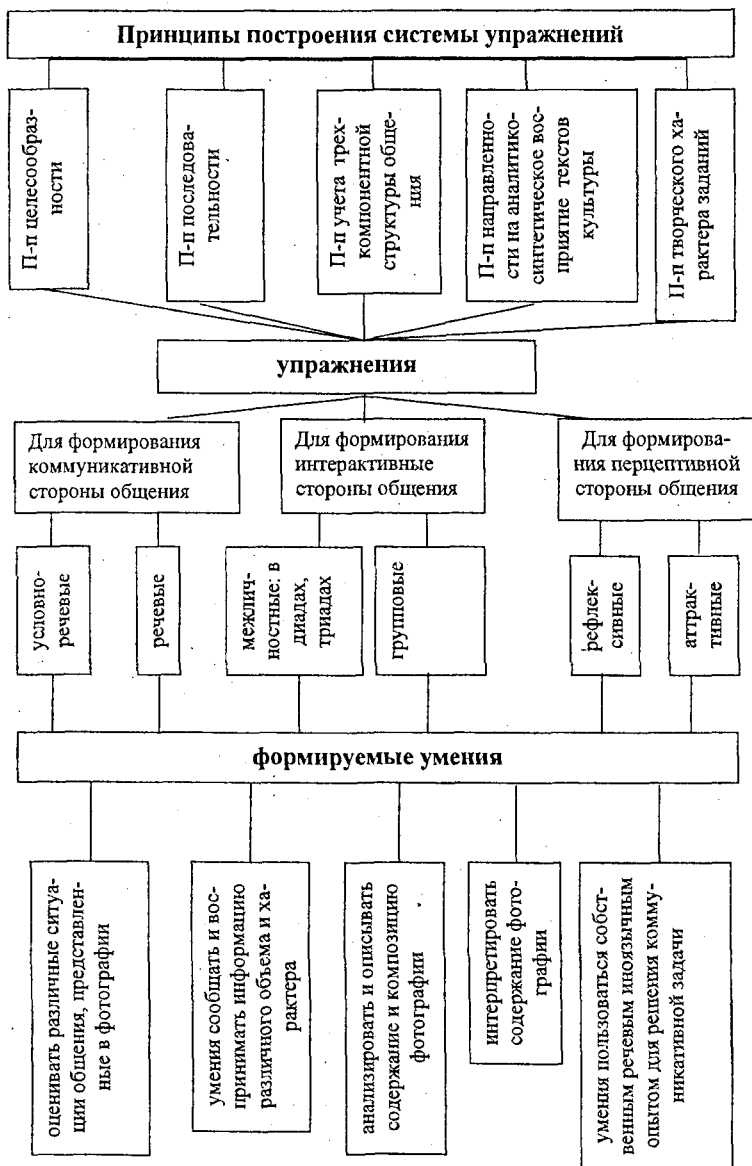 Принципы построения системы упражнений
П-п целесообраз-
ности
П-п последова-
тельности
П-п учета трех-
компонентной
структуры обще-
ния
П-п направленно-
сти на аналитико-
синтетическое вос-
приятие текстов
культуры
П-п творческого ха-
рактера заданий
упражнения
Для формирования
коммуникативной
стороны общения
Для формирования
интерактивные
стороны общения
Для формирова-
ния перцептивной
стороны общения
условно-
речевые
речевые
межлич-
ностные: в
диадах,
триадах
групповые
рефлек-
сивные
аттрак-
тивные
формируемые умения
оценивать различные ситуа-
ции общения, представлен-
ные в фотографии
умения сообщать и вос-
принимать информацию
различного объема и ха-
рактера
анализировать и описывать
содержание и композицию
фотографии
интерпретировать
содержание фото-
графии
умения пользоваться собст-
венным речевым иноязычным
опытом для решения комму-
никативной задачи